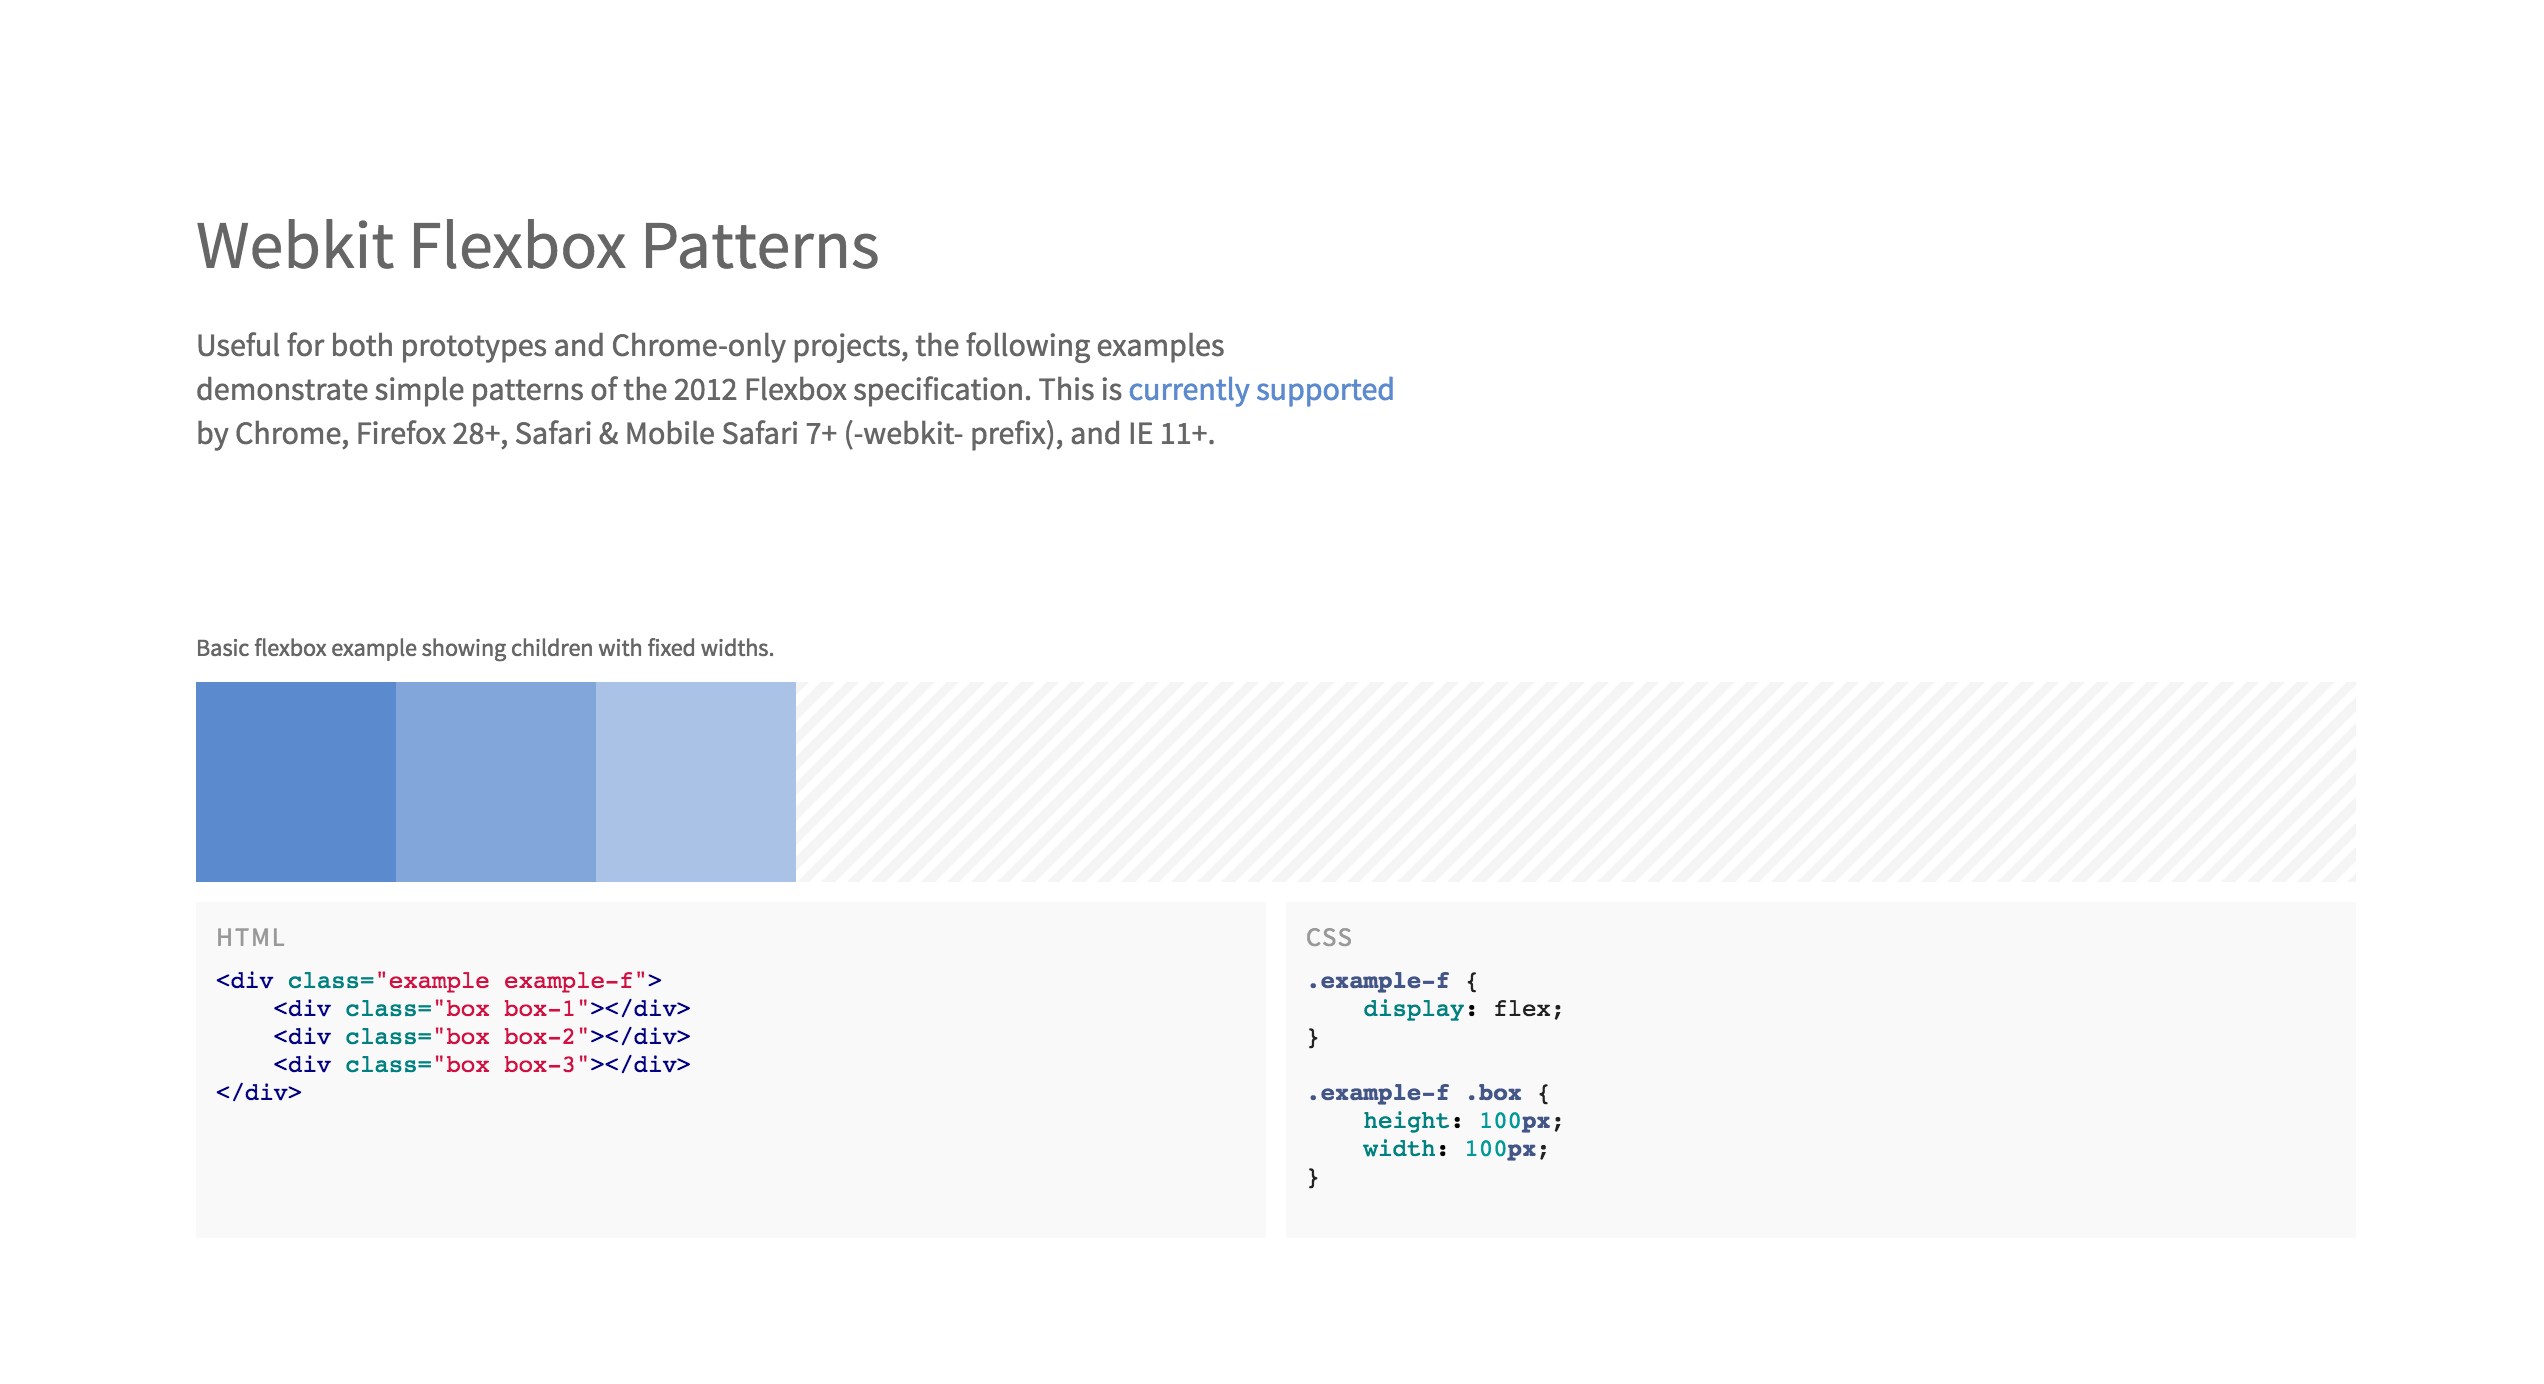 Webkit Flexbox Patterns
Useful for both prototypes and Chrome-only projects, the following examples
demonstrate simple patterns of the 2012 Flexbox specification. This is currently supported
by Chrome, Firefox 28+, Safari & Mobile Safari 7+ (-webkit- prefix), and IE 11+.
Basic flexbox example showing children with fixed widths.
HTML
<div class="example example-f">
    <div class="box box-1"></div>
    <div class="box box-2"></div>
    <div class="box box-3"></div>
</div>
CSS
.example-f {
    display: flex;
}
.example-f .box {
    height: 100px;
    width: 100px;
}